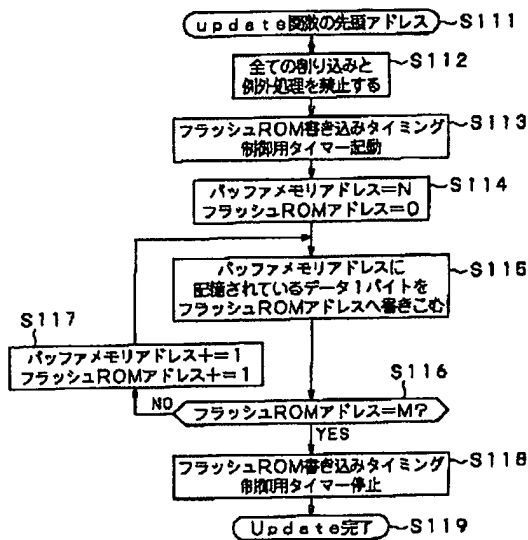 update関数の先頭アドレス
S111
全ての割り込みと
例外処理を禁止する
S112
フラッシュROM書き込みタイミング
制御用タイマー起動
S113
バッファメモリアドレス=N
フラッシュROMアドレス=0
S114
バッファメモリアドレスに
記憶されているデータ1バイトを
フラッシュROMアドレスへ書きこむ
S115
S117
バッファメモリアドレス+=1
フラッシュROMアドレス+=1
S116
NO
フラッシュROMアドレス=M?
YES
フラッシュROM書き込みタイミング
制御用タイマー停止
S118
Update完了
S119